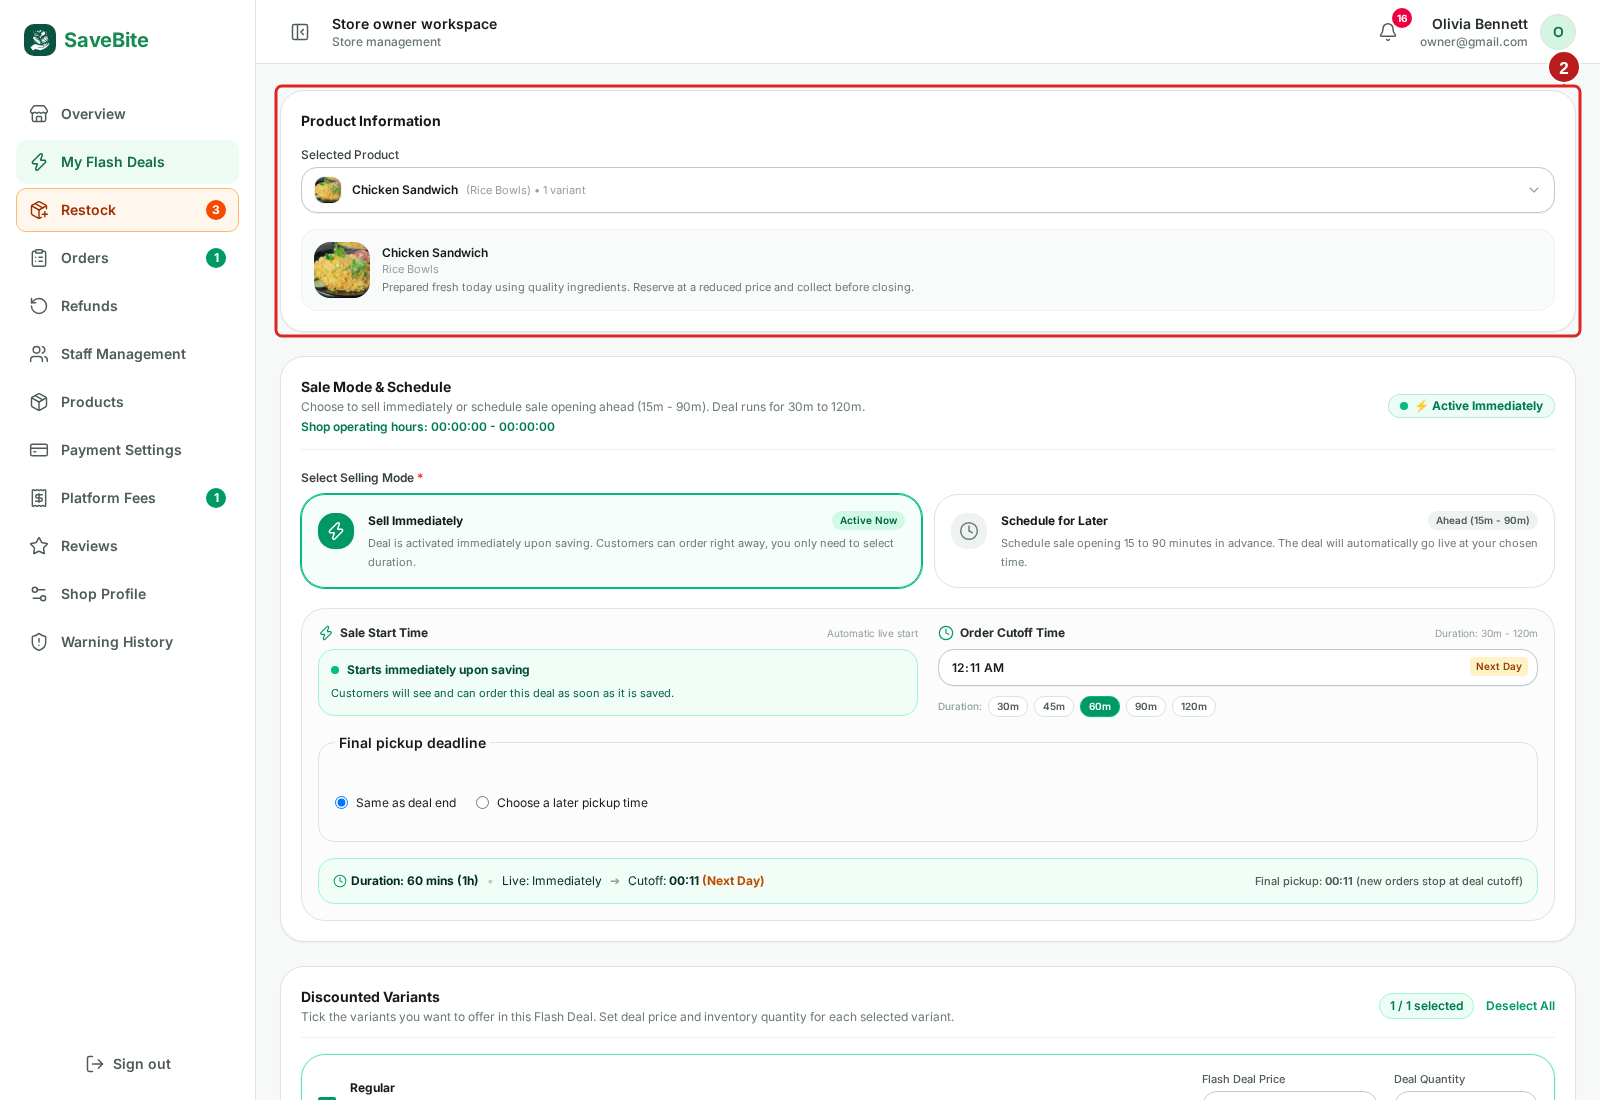 SaveBite
Overview
My Flash Deals
Restock 3
Orders 1
Refunds
Staff Management
Products
Payment Settings
Platform Fees 1
Reviews
Shop Profile
Warning History
Sign out
Store owner workspace
Store management
16
Olivia Bennett
owner@gmail.com
O
2
Product Information
Selected Product
Chicken Sandwich (Rice Bowls) • 1 variant
Chicken Sandwich
Rice Bowls
Prepared fresh today using quality ingredients. Reserve at a reduced price and collect before closing.
Sale Mode & Schedule
Choose to sell immediately or schedule sale opening ahead (15m - 90m). Deal runs for 30m to 120m.
Shop operating hours: 00:00:00 - 00:00:00
⚡ Active Immediately
Select Selling Mode *
Sell Immediately Active Now
Deal is activated immediately upon saving. Customers can order right away, you only need to select
duration.
Schedule for Later Ahead (15m - 90m)
Schedule sale opening 15 to 90 minutes in advance. The deal will automatically go live at your chosen
time.
Sale Start Time Automatic live start
Starts immediately upon saving
Customers will see and can order this deal as soon as it is saved.
Order Cutoff Time Duration: 30m - 120m
12:11 AM Next Day
Duration: 30m 45m 60m 90m 120m
Final pickup deadline
Same as deal end Choose a later pickup time
Duration: 60 mins (1h) • Live: Immediately → Cutoff: 00:11 (Next Day) Final pickup: 00:11 (new orders stop at deal cutoff)
Discounted Variants
Tick the variants you want to offer in this Flash Deal. Set deal price and inventory quantity for each selected variant.
1 / 1 selected Deselect All
Regular
Flash Deal Price Deal Quantity